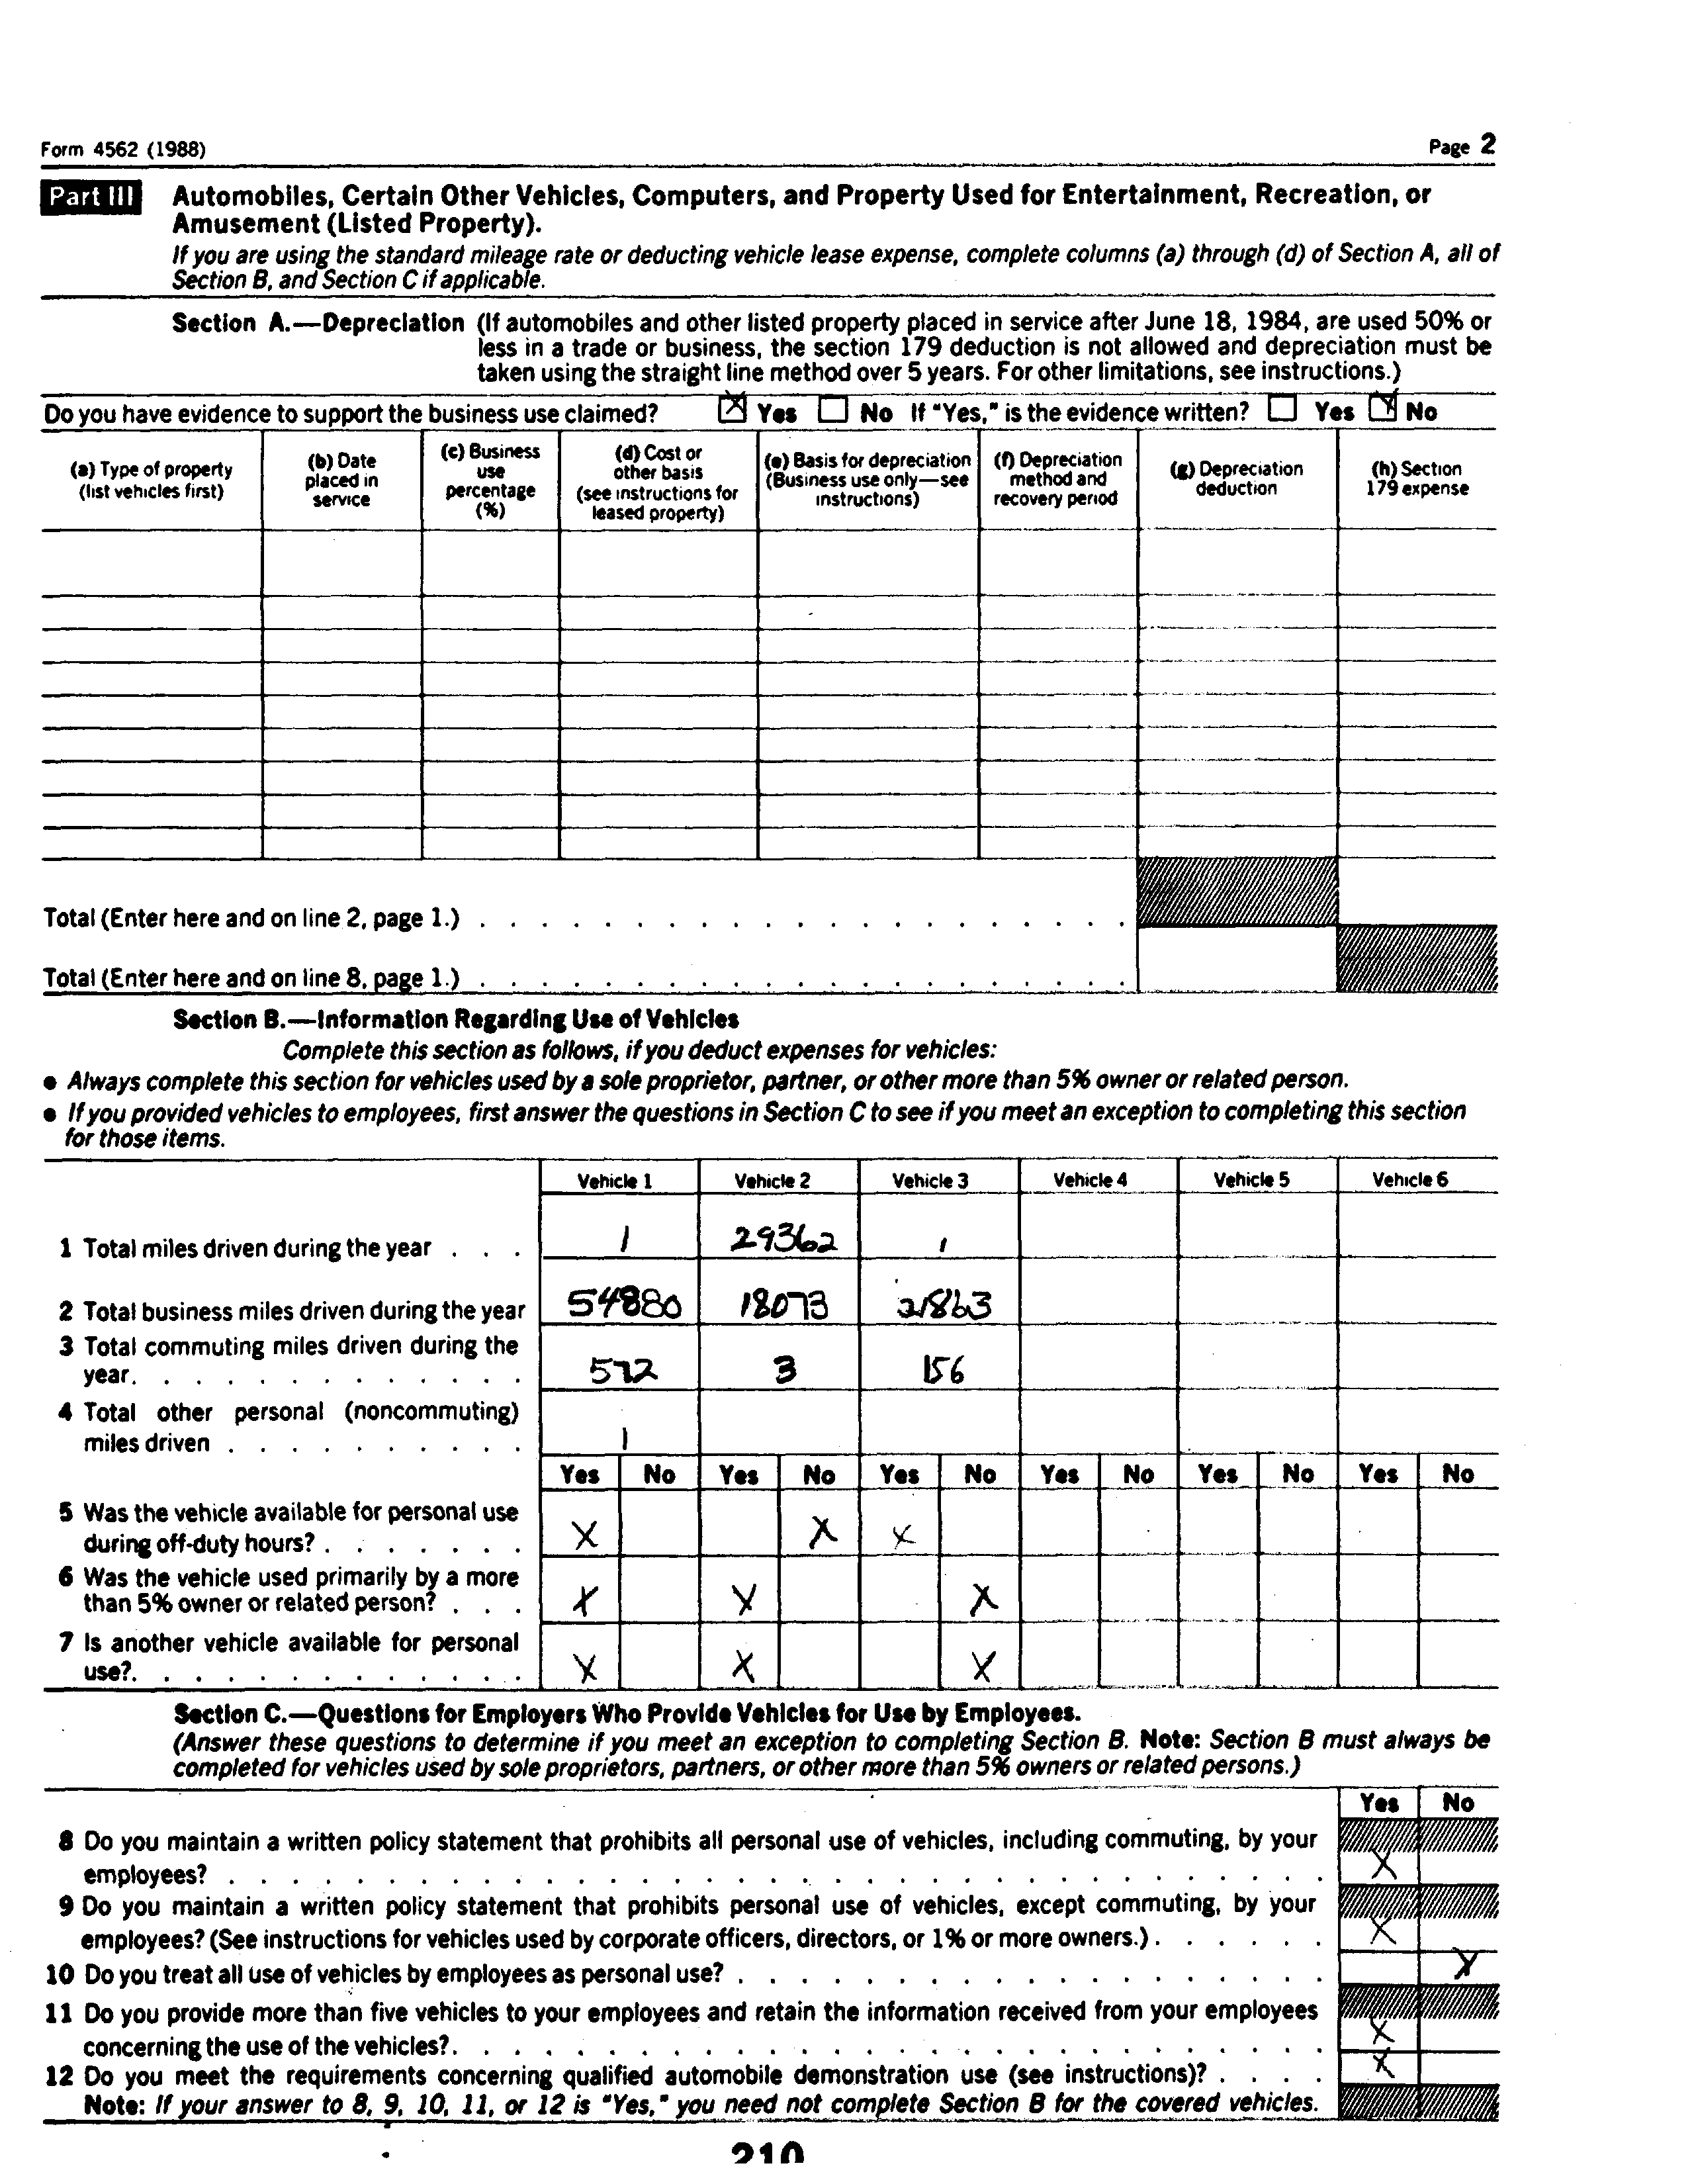 Form 4562 (1988) Page 2
Part III Automobiles, Certain Other Vehicles, Computers, and Property Used for Entertainment, Recreation, or
Amusement (Listed Property).
If you are using the standard mileage rate or deducting vehicle lease expense, complete columns (a) through (d) of Section A, all of
Section B, and Section C if applicable.
Section A.—Depreciation (If automobiles and other listed property placed in service after June 18, 1984, are used 50% or
less in a trade or business, the section 179 deduction is not allowed and depreciation must be
taken using the straight line method over 5 years. For other limitations, see instructions.)
Do you have evidence to support the business use claimed? X Yes No If "Yes," is the evidence written? Yes X No
(a) Type of property
(list vehicles first)
(b) Date
placed in
service
(c) Business
use
percentage
(%)
(d) Cost or
other basis
(see instructions for
leased property)
(e) Basis for depreciation
(Business use only—see
instructions)
(f) Depreciation
method and
recovery period
(g) Depreciation
deduction
(h) Section
179 expense
Total (Enter here and on line 2, page 1.) . . . . . . . . . . . . . . . . . . . . .
Total (Enter here and on line 8, page 1.) . . . . . . . . . . . . . . . . . . . . .
Section B.—Information Regarding Use of Vehicles
Complete this section as follows, if you deduct expenses for vehicles:
● Always complete this section for vehicles used by a sole proprietor, partner, or other more than 5% owner or related person.
● If you provided vehicles to employees, first answer the questions in Section C to see if you meet an exception to completing this section
for those items.
Vehicle 1 Vehicle 2 Vehicle 3 Vehicle 4 Vehicle 5 Vehicle 6
1 Total miles driven during the year . . . 1 29362 1
2 Total business miles driven during the year 54880 18073 21863
3 Total commuting miles driven during the
year. . . . . . . . . . . . . 572 3 156
4 Total other personal (noncommuting)
miles driven . . . . . . . . . . 1
Yes No Yes No Yes No Yes No Yes No Yes No
5 Was the vehicle available for personal use
during off-duty hours? . . . . . . . X X X
6 Was the vehicle used primarily by a more
than 5% owner or related person? . . . X X X
7 Is another vehicle available for personal
use?. . . . . . . . . . . . . X X X
Section C.—Questions for Employers Who Provide Vehicles for Use by Employees.
(Answer these questions to determine if you meet an exception to completing Section B. Note: Section B must always be
completed for vehicles used by sole proprietors, partners, or other more than 5% owners or related persons.)
Yes No
8 Do you maintain a written policy statement that prohibits all personal use of vehicles, including commuting, by your
employees? . . . . . . . . . . . . . . . . . . . . . . . . . . . . X
9 Do you maintain a written policy statement that prohibits personal use of vehicles, except commuting, by your
employees? (See instructions for vehicles used by corporate officers, directors, or 1% or more owners.) . . . . . . X
10 Do you treat all use of vehicles by employees as personal use? . . . . . . . . . . . . . . . . . . . X
11 Do you provide more than five vehicles to your employees and retain the information received from your employees
concerning the use of the vehicles?. . . . . . . . . . . . . . . . . . . . . . . . . . . . X
12 Do you meet the requirements concerning qualified automobile demonstration use (see instructions)? . . . . X
Note: If your answer to 8, 9, 10, 11, or 12 is "Yes," you need not complete Section B for the covered vehicles.
210